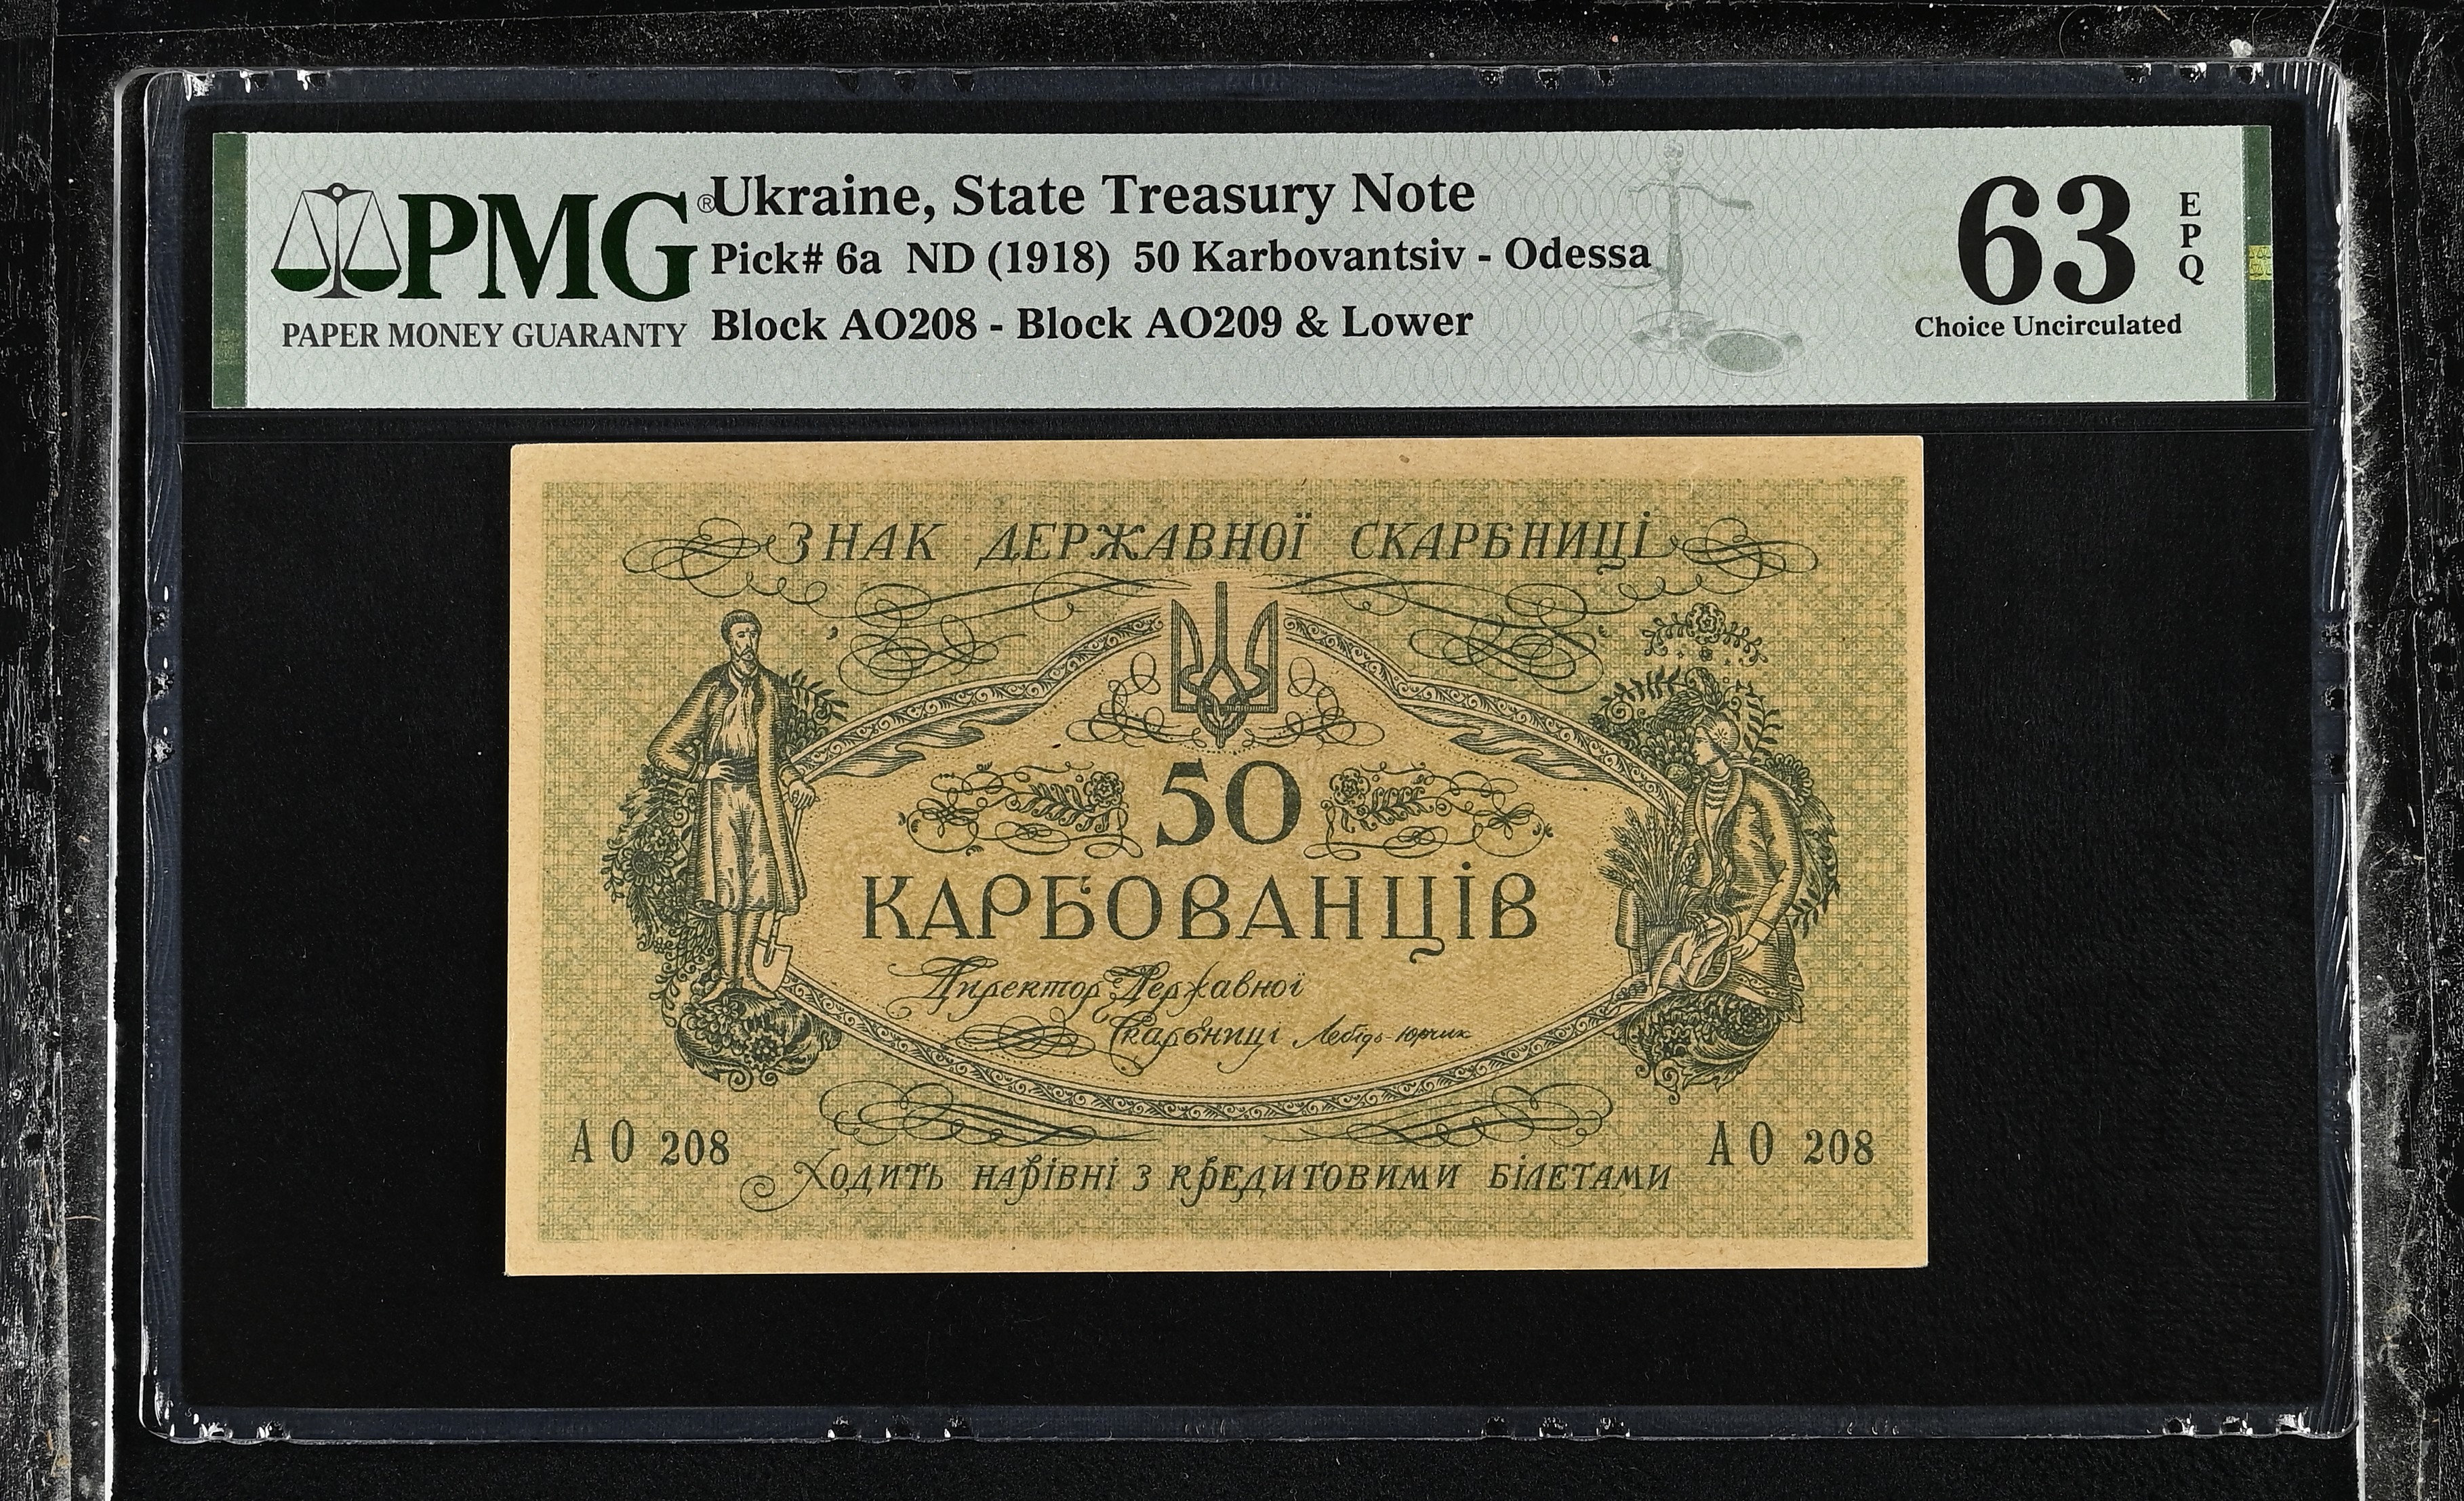 PMG®
PAPER MONEY GUARANTY
Ukraine, State Treasury Note
Pick# 6a ND (1918) 50 Karbovantsiv - Odessa
Block AO208 - Block AO209 & Lower
63
EPQ
Choice Uncirculated
ЗНАК ДЕРЖАВНОЇ СКАРБНИЦІ
50
КАРБОВАНЦІВ
Директор Державної
Скарбниці Лебідь-Юрчик
АО 208
АО 208
ХОДИТЬ НАРІВНІ З КРЕДИТОВИМИ БІЛЕТАМИ